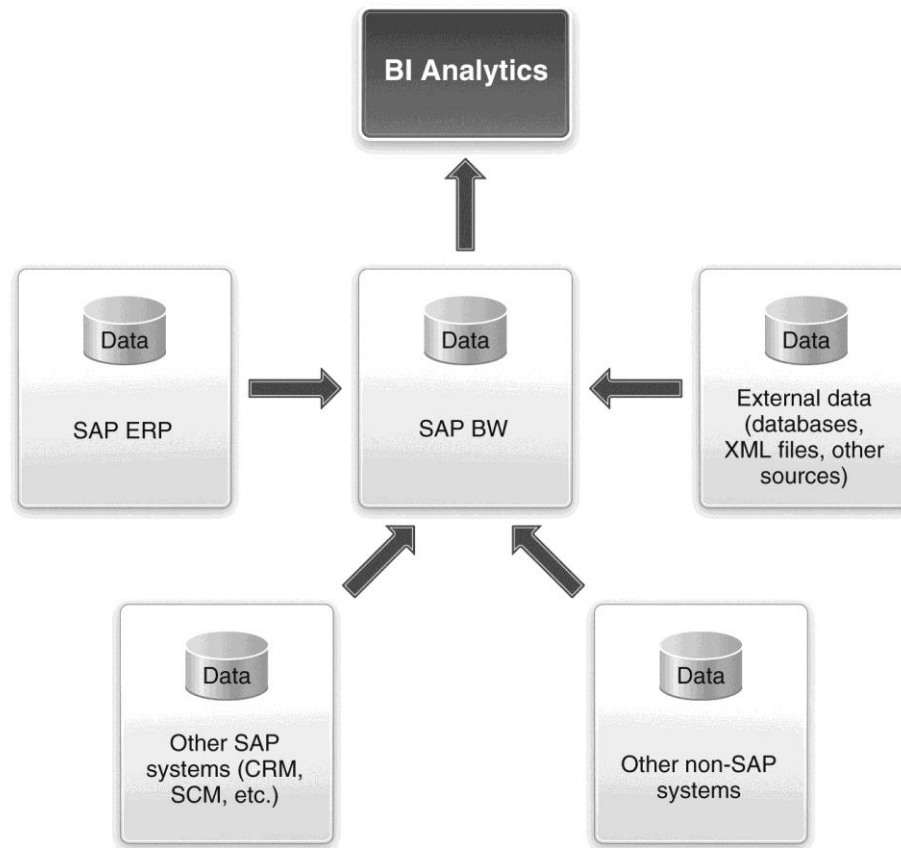 BI Analytics
Data
SAP ERP
Data
SAP BW
Data
External data
(databases,
XML files, other
sources)
Data
Other SAP
systems (CRM,
SCM, etc.)
Data
Other non-SAP
systems